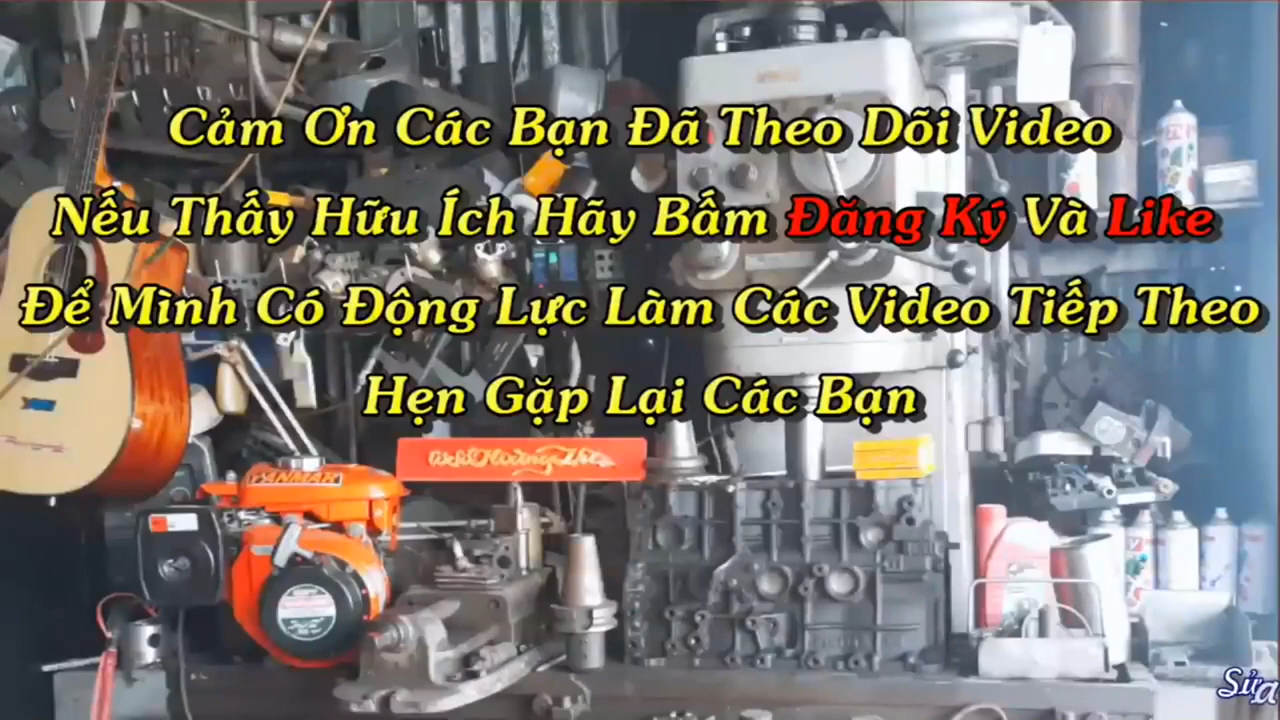 Cảm Ơn Các Bạn Đã Theo Dõi Video
Nếu Thấy Hữu Ích Hãy Bấm Đăng Ký Và Like
Để Mình Có Động Lực Làm Các Video Tiếp Theo
Hẹn Gặp Lại Các Bạn
YANMAR
Sửa